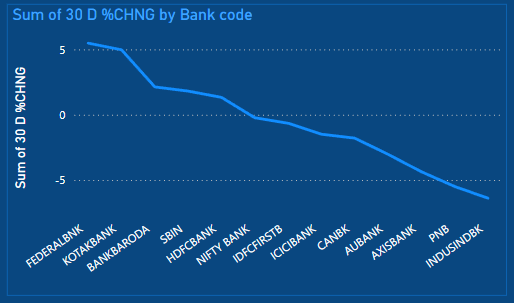 Sum of 30 D %CHNG by Bank code
Sum of 30 D %CHNG
5
0
-5
FEDERALBNK
KOTAKBANK
BANKBARODA
SBIN
HDFCBANK
NIFTY BANK
IDFCFIRSTB
ICICIBANK
CANBK
AUBANK
AXISBANK
PNB
INDUSINDBK